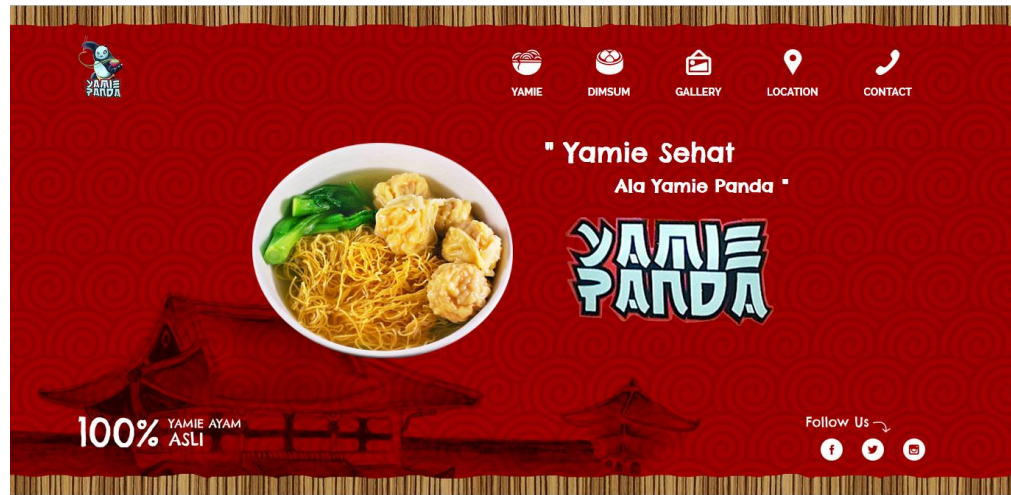 YAMIE
PANDA
YAMIE
DIMSUM
GALLERY
LOCATION
CONTACT
" Yamie Sehat
Ala Yamie Panda "
YAMIE
PANDA
100% YAMIE AYAM
ASLI
Follow Us